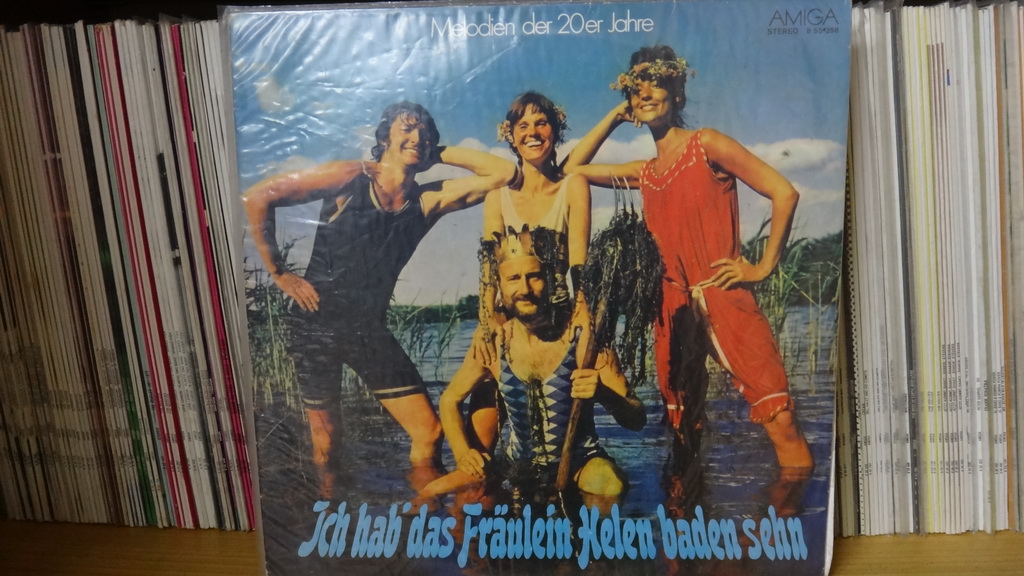 Melodien der 20er Jahre
AMIGA
STEREO
Ich hab' das Fräulein Helen baden sehn